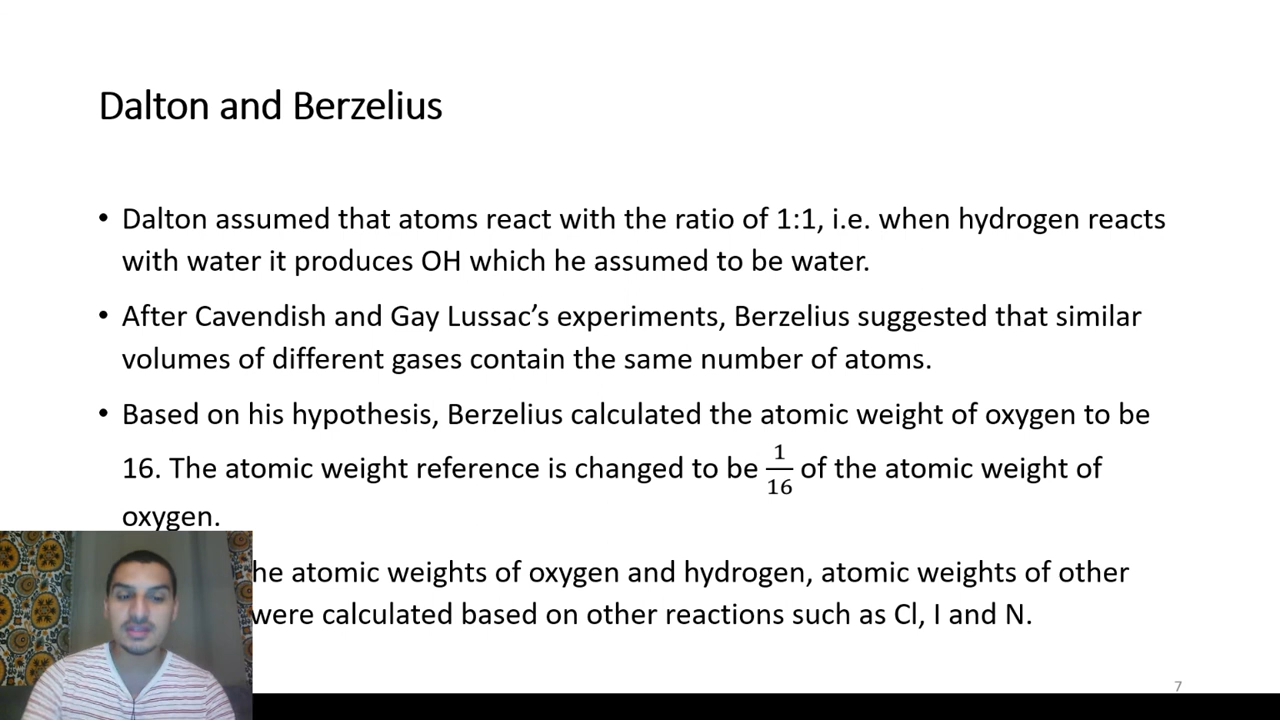 Dalton and Berzelius
• Dalton assumed that atoms react with the ratio of 1:1, i.e. when hydrogen reacts
with water it produces OH which he assumed to be water.
• After Cavendish and Gay Lussac’s experiments, Berzelius suggested that similar
volumes of different gases contain the same number of atoms.
• Based on his hypothesis, Berzelius calculated the atomic weight of oxygen to be
16. The atomic weight reference is changed to be 1/16 of the atomic weight of
oxygen.
he atomic weights of oxygen and hydrogen, atomic weights of other
were calculated based on other reactions such as Cl, I and N.
7